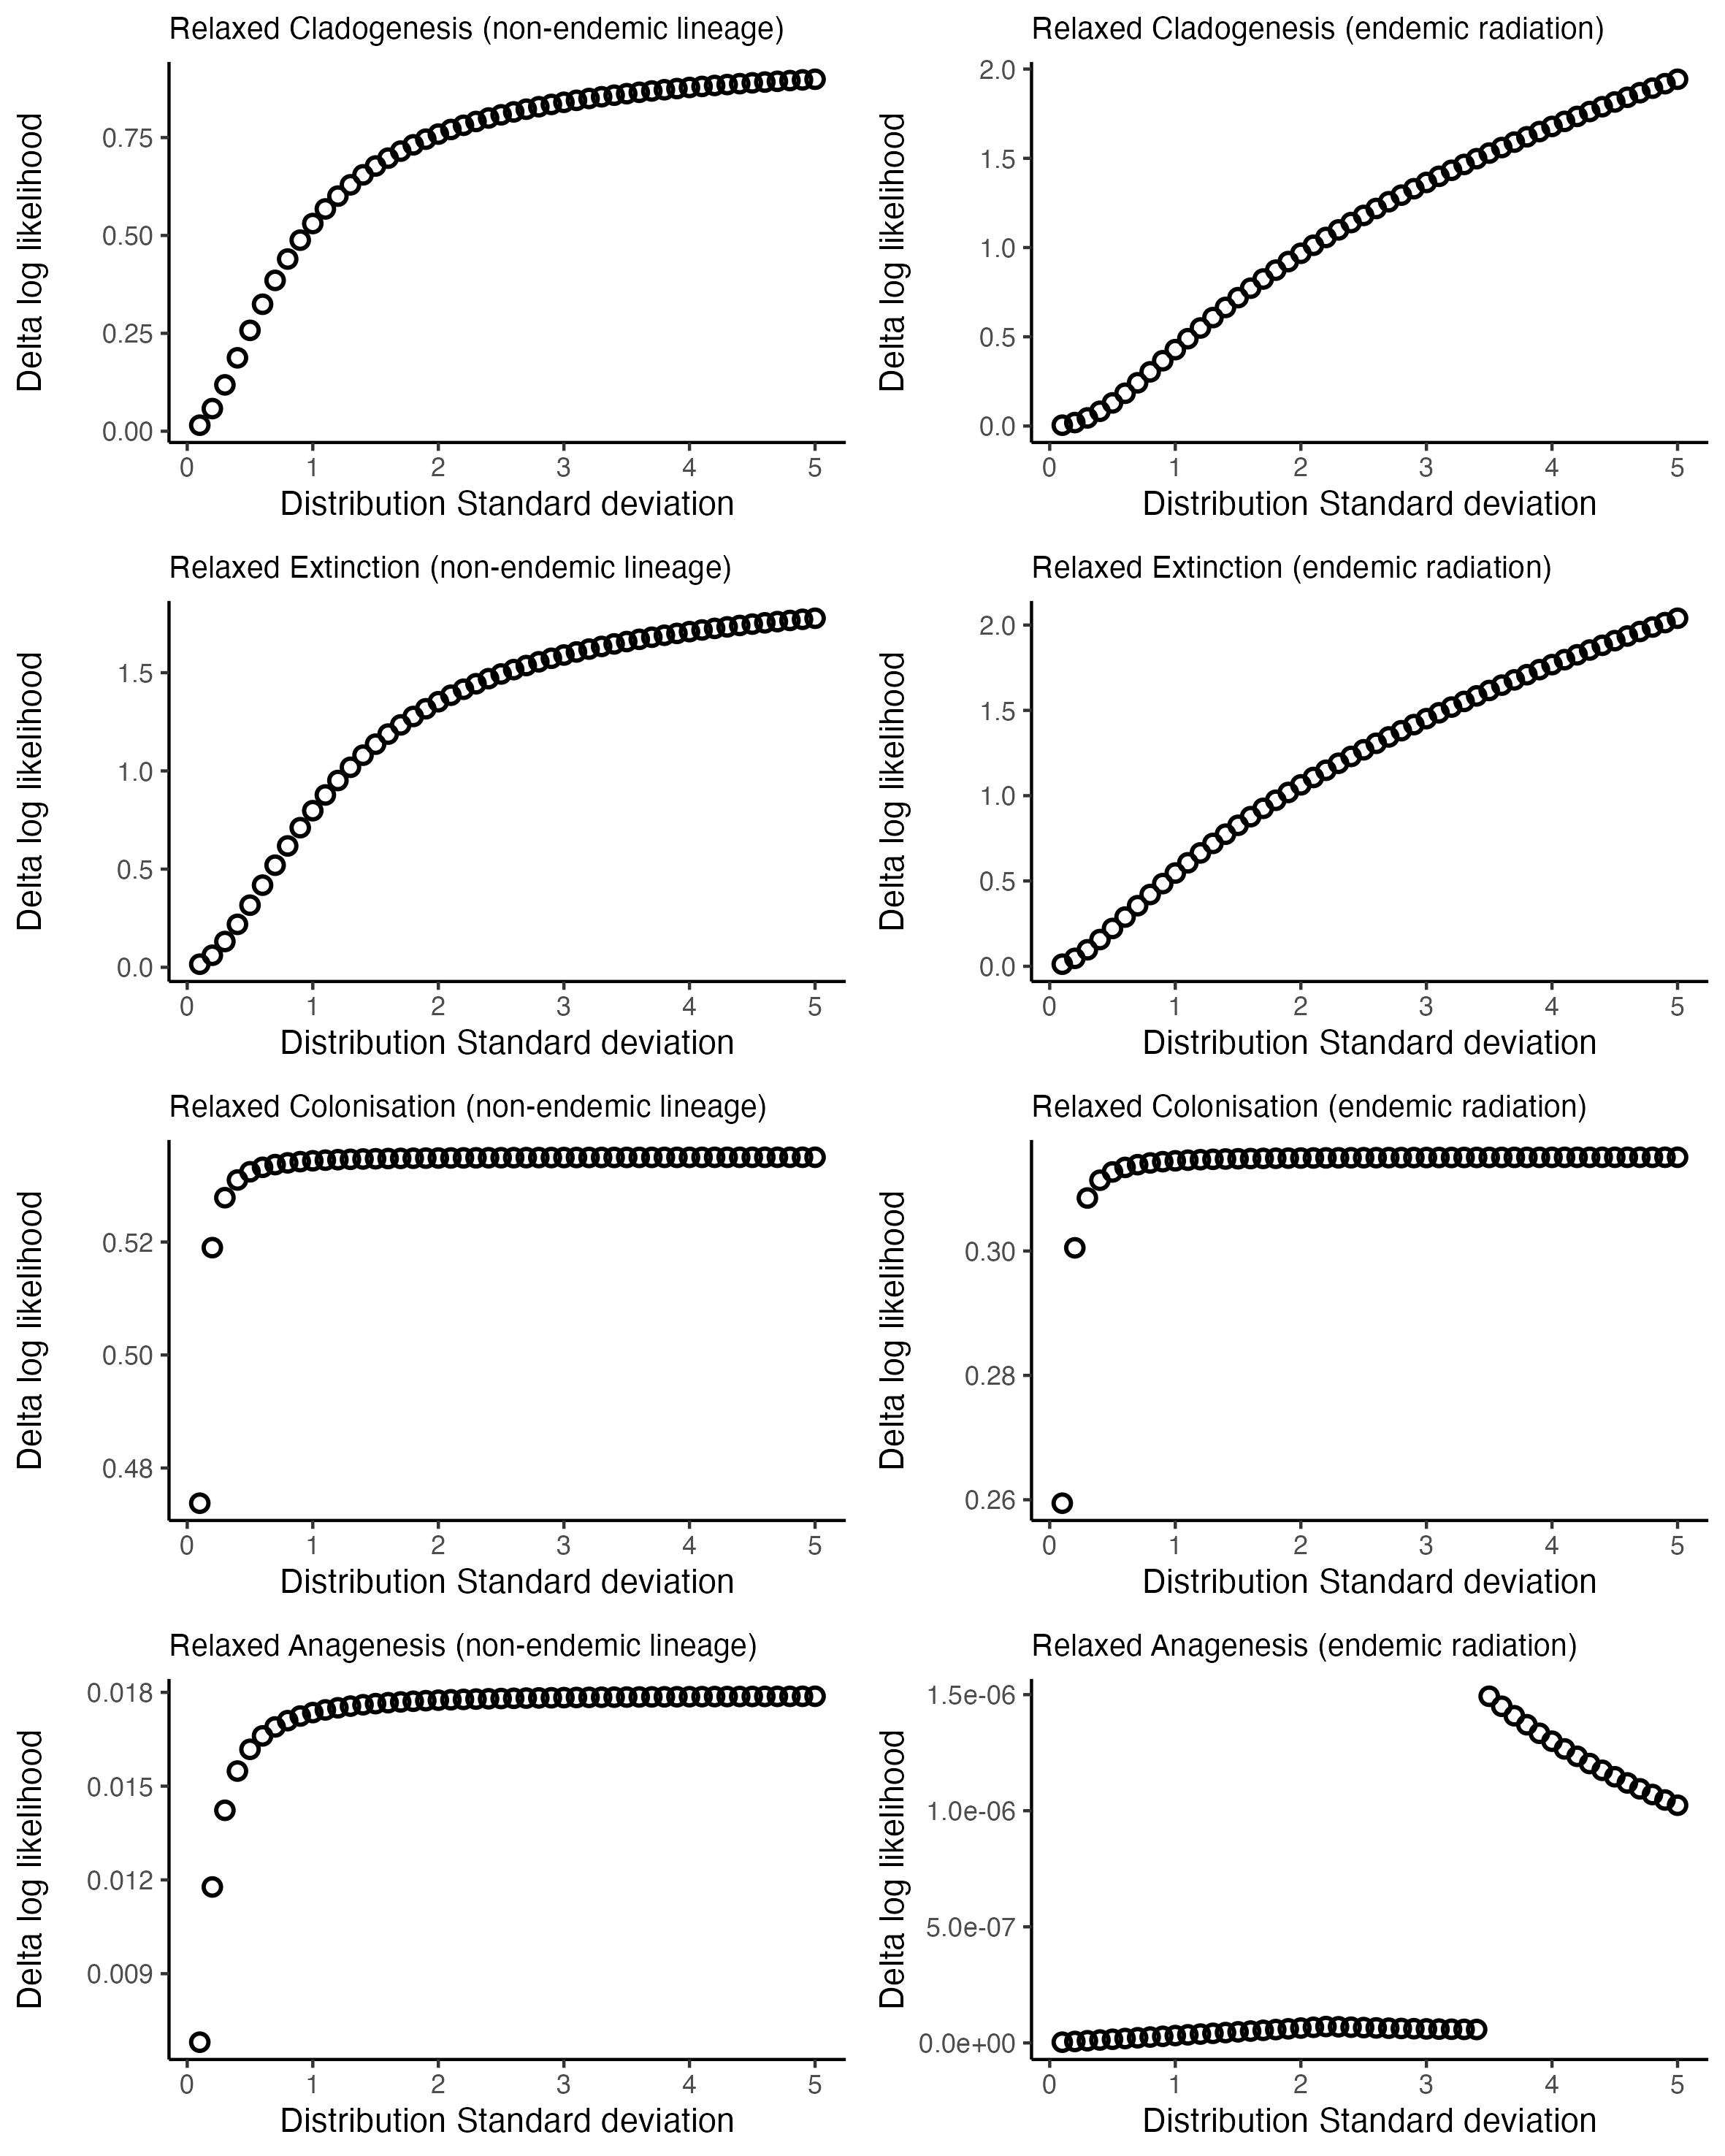 Relaxed Cladogenesis (non-endemic lineage)
Delta log likelihood
0.75
0.50
0.25
0.00
0 1 2 3 4 5
Distribution Standard deviation
Relaxed Cladogenesis (endemic radiation)
Delta log likelihood
2.0
1.5
1.0
0.5
0.0
0 1 2 3 4 5
Distribution Standard deviation
Relaxed Extinction (non-endemic lineage)
Delta log likelihood
1.5
1.0
0.5
0.0
0 1 2 3 4 5
Distribution Standard deviation
Relaxed Extinction (endemic radiation)
Delta log likelihood
2.0
1.5
1.0
0.5
0.0
0 1 2 3 4 5
Distribution Standard deviation
Relaxed Colonisation (non-endemic lineage)
Delta log likelihood
0.52
0.50
0.48
0 1 2 3 4 5
Distribution Standard deviation
Relaxed Colonisation (endemic radiation)
Delta log likelihood
0.30
0.28
0.26
0 1 2 3 4 5
Distribution Standard deviation
Relaxed Anagenesis (non-endemic lineage)
Delta log likelihood
0.018
0.015
0.012
0.009
0 1 2 3 4 5
Distribution Standard deviation
Relaxed Anagenesis (endemic radiation)
Delta log likelihood
1.5e-06
1.0e-06
5.0e-07
0.0e+00
0 1 2 3 4 5
Distribution Standard deviation